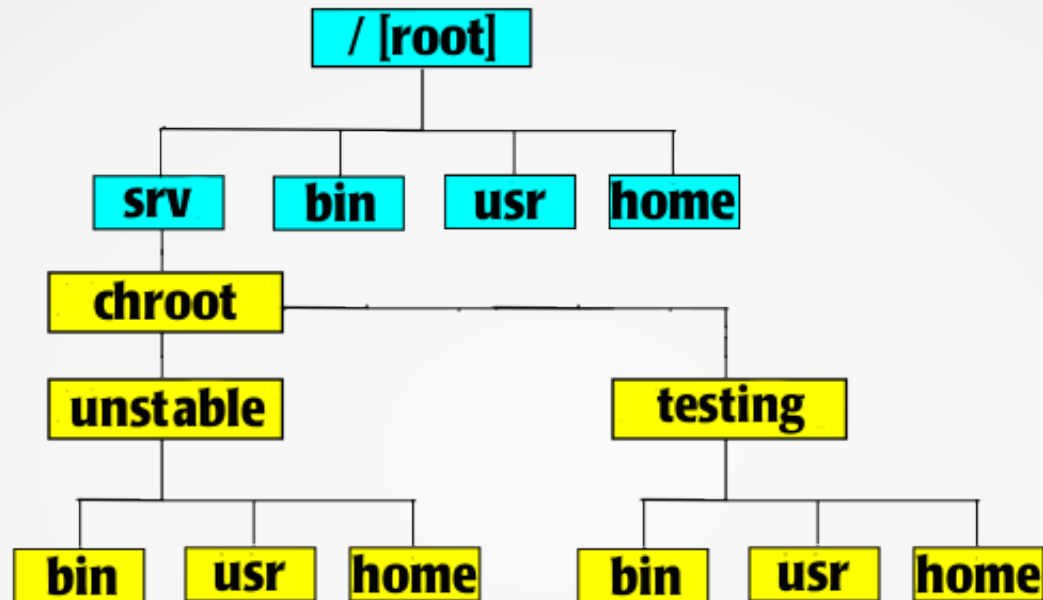 / [root]
srv bin usr home
chroot
unstable testing
bin usr home bin usr home